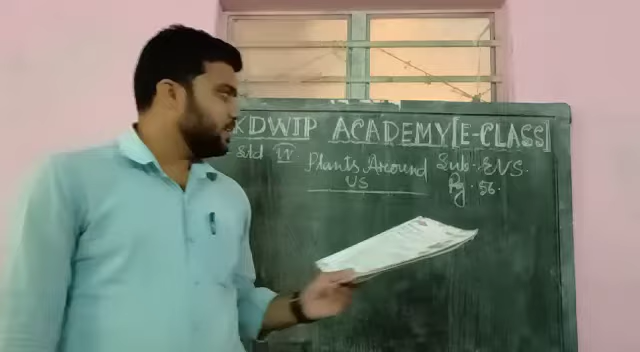 KDWIP ACADEMY[E-CLASS]
Std IV Plants Around Us Sub. EVS.
Pg. 56.